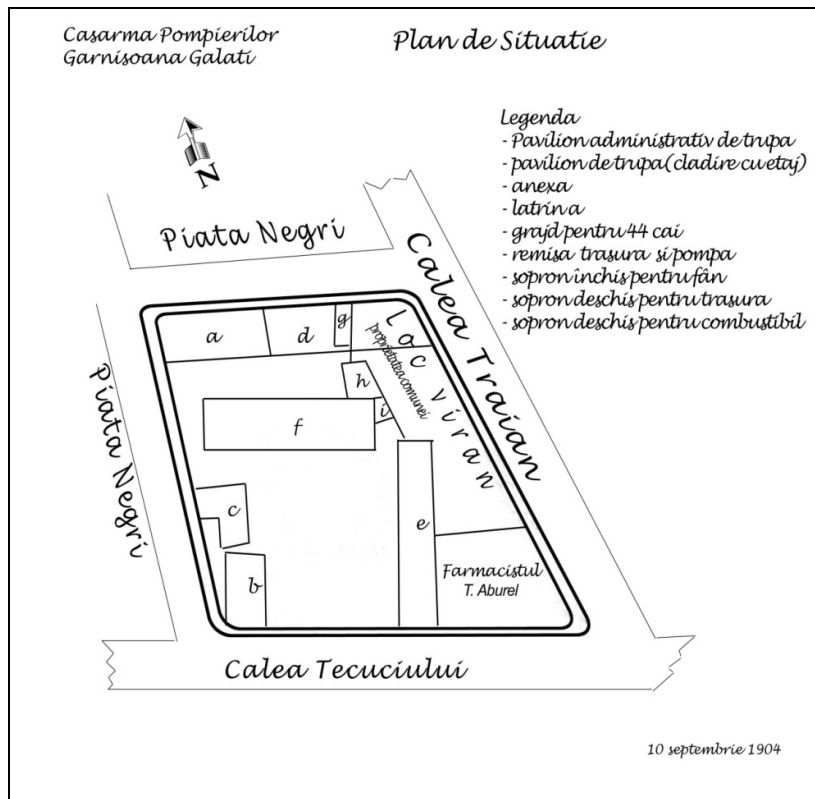 Casarma Pompierilor
Garnisoana Galati
Plan de Situatie
Legenda
- Pavilion administrativ de trupa
- pavilion de trupa (cladire cu etaj)
- anexa
- latrina
- grajd pentru 44 cai
- remisa trasura si pompa
- sopron închis pentru fân
- sopron deschis pentru trasura
- sopron deschis pentru combustibil
N
Piata Negri
Calea Traian
Piata Negri
a
d
g
Loc viran
proprietatea comunei
h
i
f
c
e
b
Farmacistul
T. Aburel
Calea Tecuciului
10 septembrie 1904